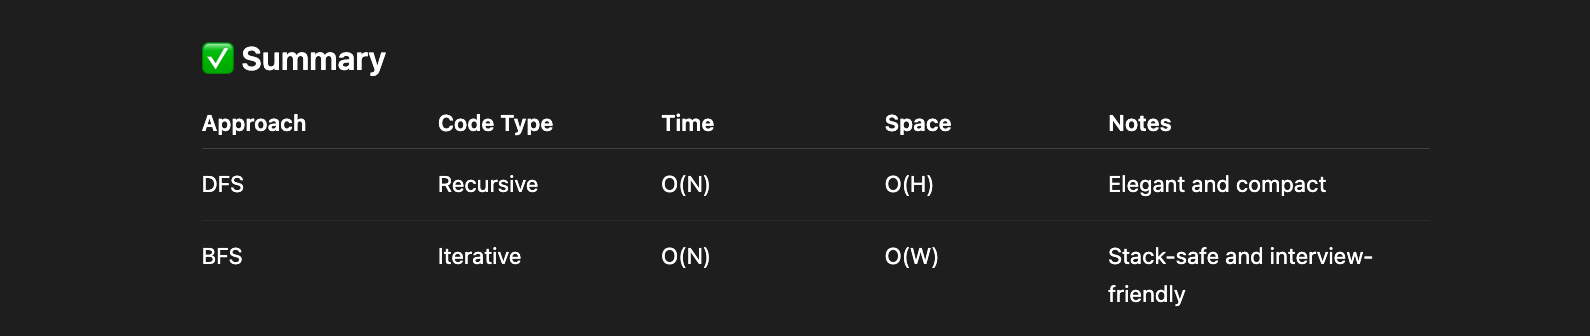 ✅ Summary
Approach Code Type Time Space Notes
DFS Recursive O(N) O(H) Elegant and compact
BFS Iterative O(N) O(W) Stack-safe and interview-
friendly